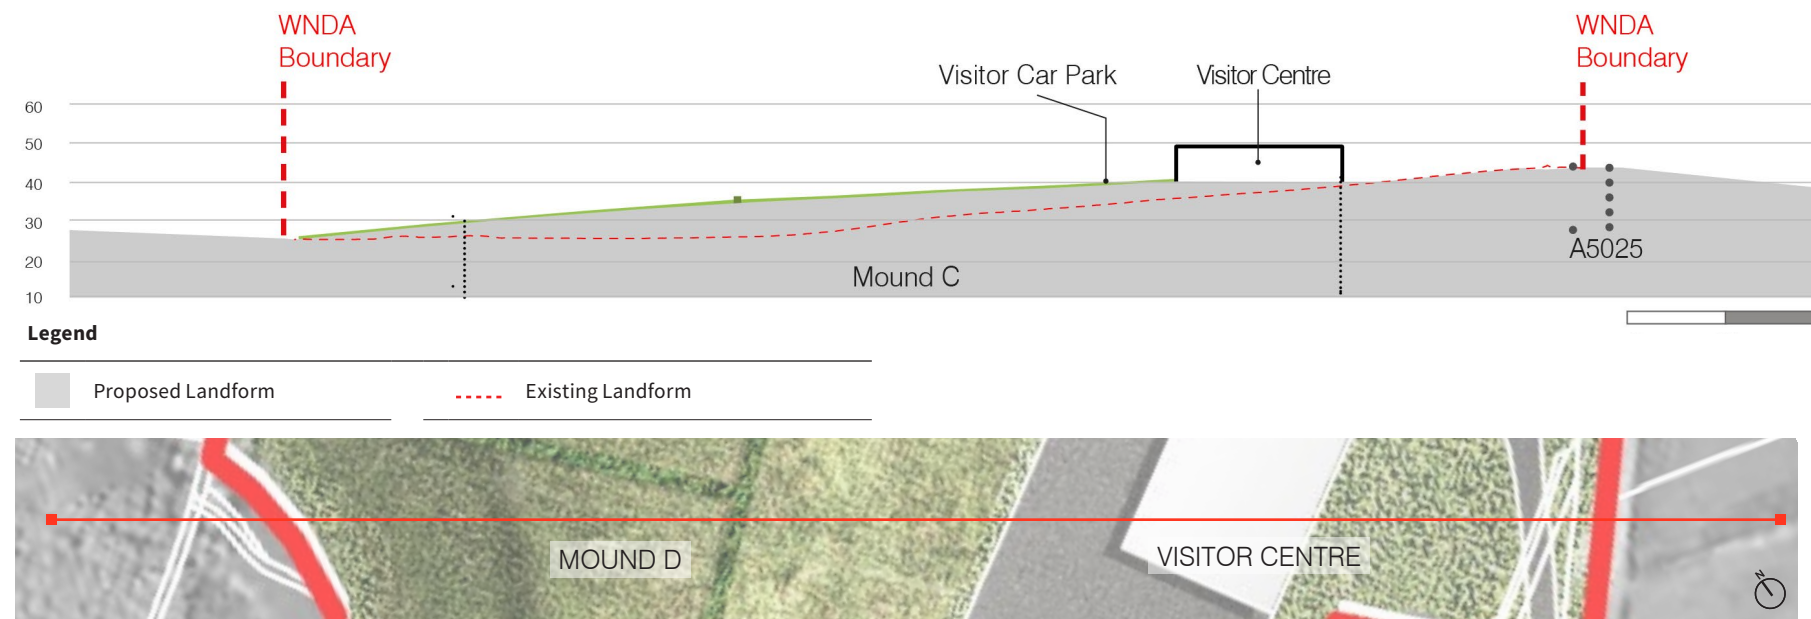 WNDA
Boundary
WNDA
Boundary
Visitor Car Park
Visitor Centre
60
50
40
30
20
10
Mound C
A5025
Legend
Proposed Landform
Existing Landform
MOUND D
VISITOR CENTRE
N